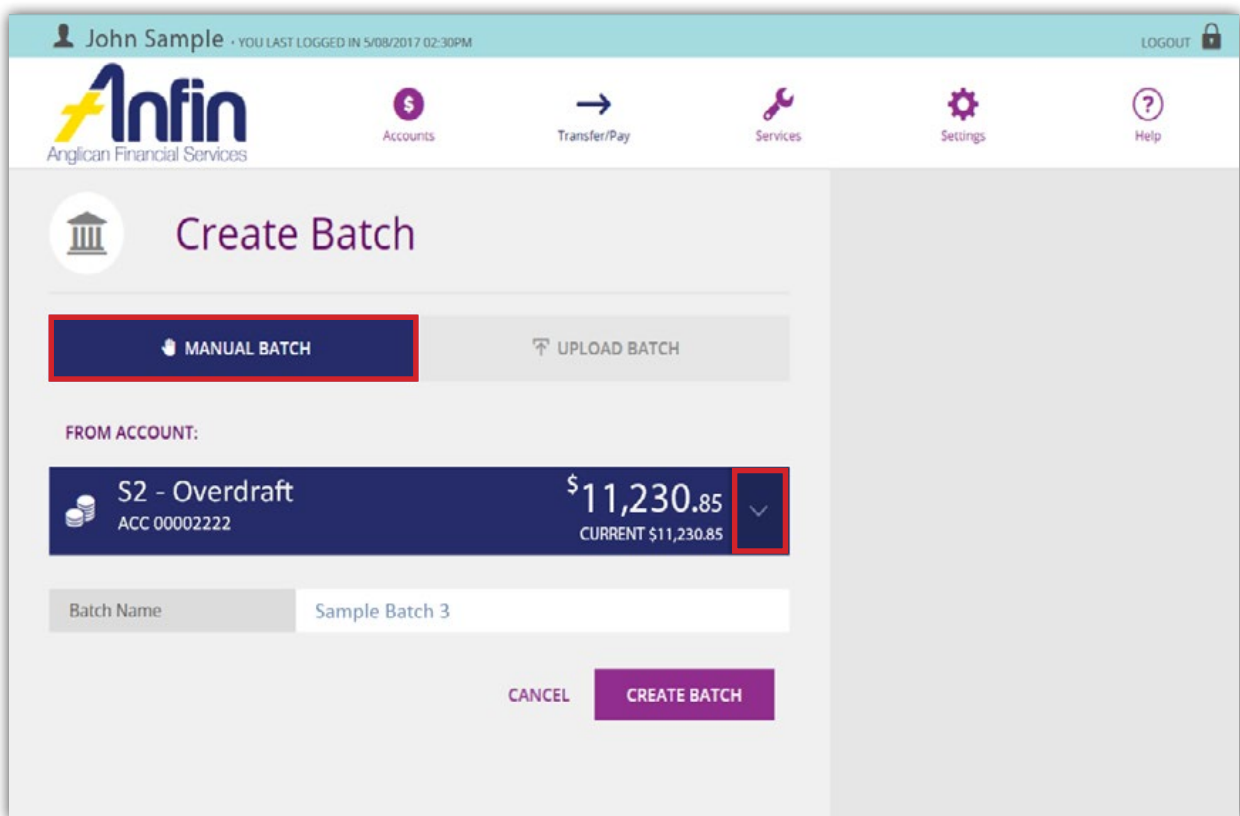 John Sample • YOU LAST LOGGED IN 5/08/2017 02:30PM
LOGOUT
Anfin
Anglican Financial Services
$
Accounts
Transfer/Pay
Services
Settings
?
Help
Create Batch
MANUAL BATCH
UPLOAD BATCH
FROM ACCOUNT:
S2 - Overdraft
$11,230.85
ACC 00002222
CURRENT $11,230.85
Batch Name
Sample Batch 3
CANCEL
CREATE BATCH